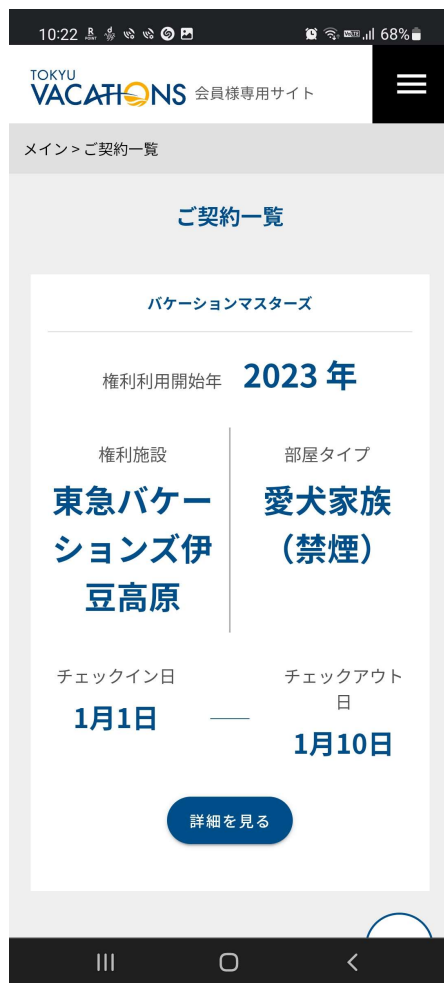 10:22
68%
TOKYU
VACATIONS 会員様専用サイト
メイン > ご契約一覧
ご契約一覧
バケーションマスターズ
権利利用開始年 2023 年
権利施設
東急バケー
ションズ伊
豆高原
部屋タイプ
愛犬家族
（禁煙）
チェックイン日
1月1日
チェックアウト
日
1月10日
詳細を見る